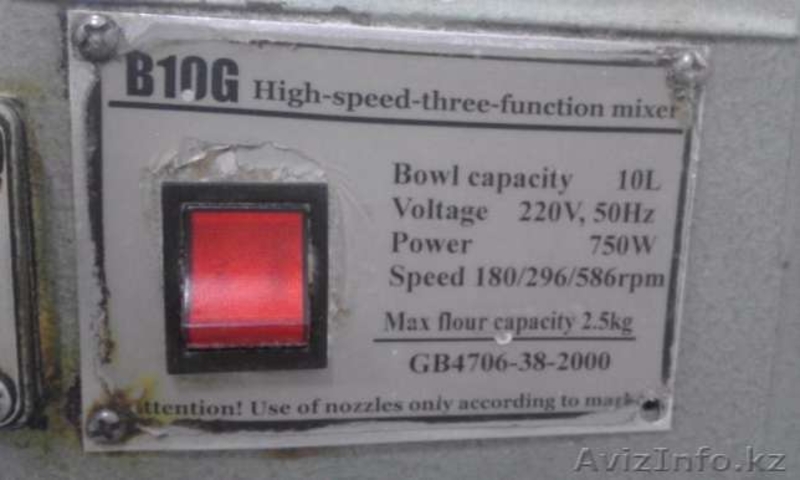 B10G High-speed-three-function mixer
Bowl capacity 10L
Voltage 220V, 50Hz
Power 750W
Speed 180/296/586rpm
Max flour capacity 2.5kg
GB4706-38-2000
Attention! Use of nozzles only according to
AvizInfo.kz